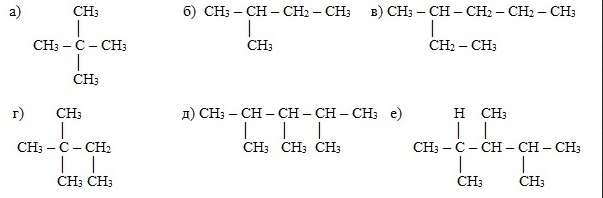 а) CH₃ б) CH₃ – CH – CH₂ – CH₃ в) CH₃ – CH – CH₂ – CH₂ – CH₃
CH₃ – C – CH₃ CH₃ CH₂ – CH₃
CH₃
г) CH₃ д) CH₃ – CH – CH – CH – CH₃ е) H CH₃
CH₃ – C – CH₂ CH₃ CH₃ CH₃ CH₃ – C – CH – CH – CH₃
CH₃ CH₃ CH₃ CH₃